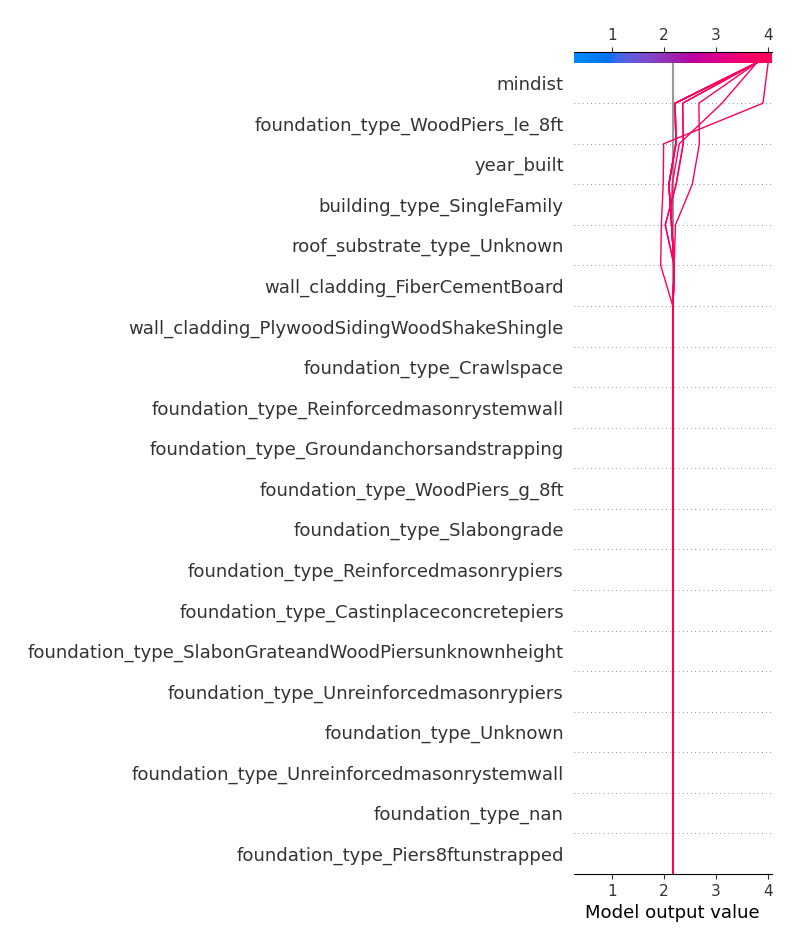 1 2 3 4
mindist
foundation_type_WoodPiers_le_8ft
year_built
building_type_SingleFamily
roof_substrate_type_Unknown
wall_cladding_FiberCementBoard
wall_cladding_PlywoodSidingWoodShakeShingle
foundation_type_Crawlspace
foundation_type_Reinforcedmasonrystemwall
foundation_type_Groundanchorsandstrapping
foundation_type_WoodPiers_g_8ft
foundation_type_Slabongrade
foundation_type_Reinforcedmasonrypiers
foundation_type_Castinplaceconcretepiers
foundation_type_SlabonGrateandWoodPiersunknownheight
foundation_type_Unreinforcedmasonrypiers
foundation_type_Unknown
foundation_type_Unreinforcedmasonrystemwall
foundation_type_nan
foundation_type_Piers8ftunstrapped
1 2 3 4
Model output value